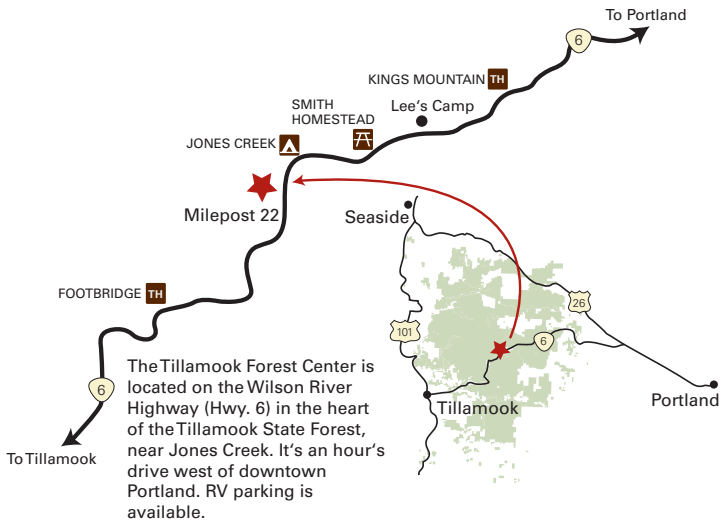 To Portland
6
KINGS MOUNTAIN TH
SMITH
HOMESTEAD
Lee's Camp
JONES CREEK
Milepost 22
Seaside
FOOTBRIDGE TH
26
101
6
6
Tillamook
Portland
To Tillamook
The Tillamook Forest Center is
located on the Wilson River
Highway (Hwy. 6) in the heart
of the Tillamook State Forest,
near Jones Creek. It's an hour's
drive west of downtown
Portland. RV parking is
available.